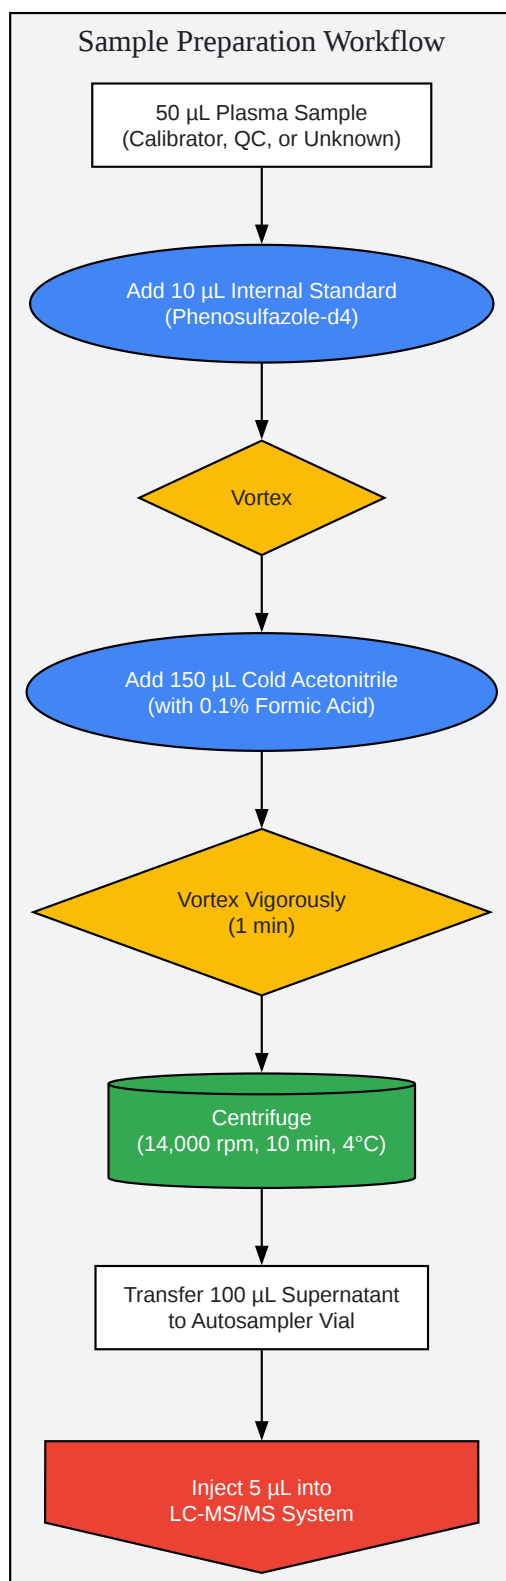 Sample Preparation Workflow
50 µL Plasma Sample
(Calibrator, QC, or Unknown)
Add 10 µL Internal Standard
(Phenosulfazole-d4)
Vortex
Add 150 µL Cold Acetonitrile
(with 0.1% Formic Acid)
Vortex Vigorously
(1 min)
Centrifuge
(14,000 rpm, 10 min, 4°C)
Transfer 100 µL Supernatant
to Autosampler Vial
Inject 5 µL into
LC-MS/MS System